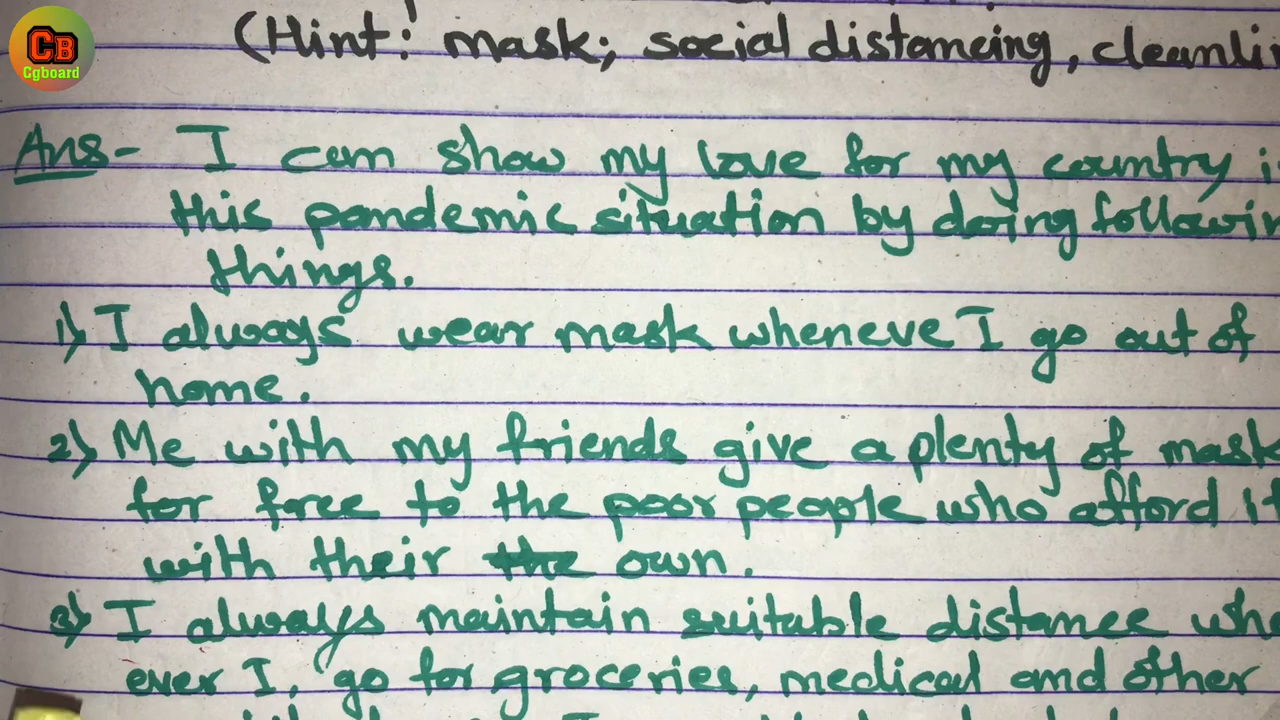 CB
Cgboard
(Hint: mask; social distancing, cleanli
Ans- I can show my love for my country i
this pandemic situation by doing followin
things.
1) I always wear mask wheneve I go out of
home.
2) Me with my friends give a plenty of mask
for free to the poor people who afford it
with their the own.
3) I always maintain suitable distance whe
ever I, go for groceries, medical and other